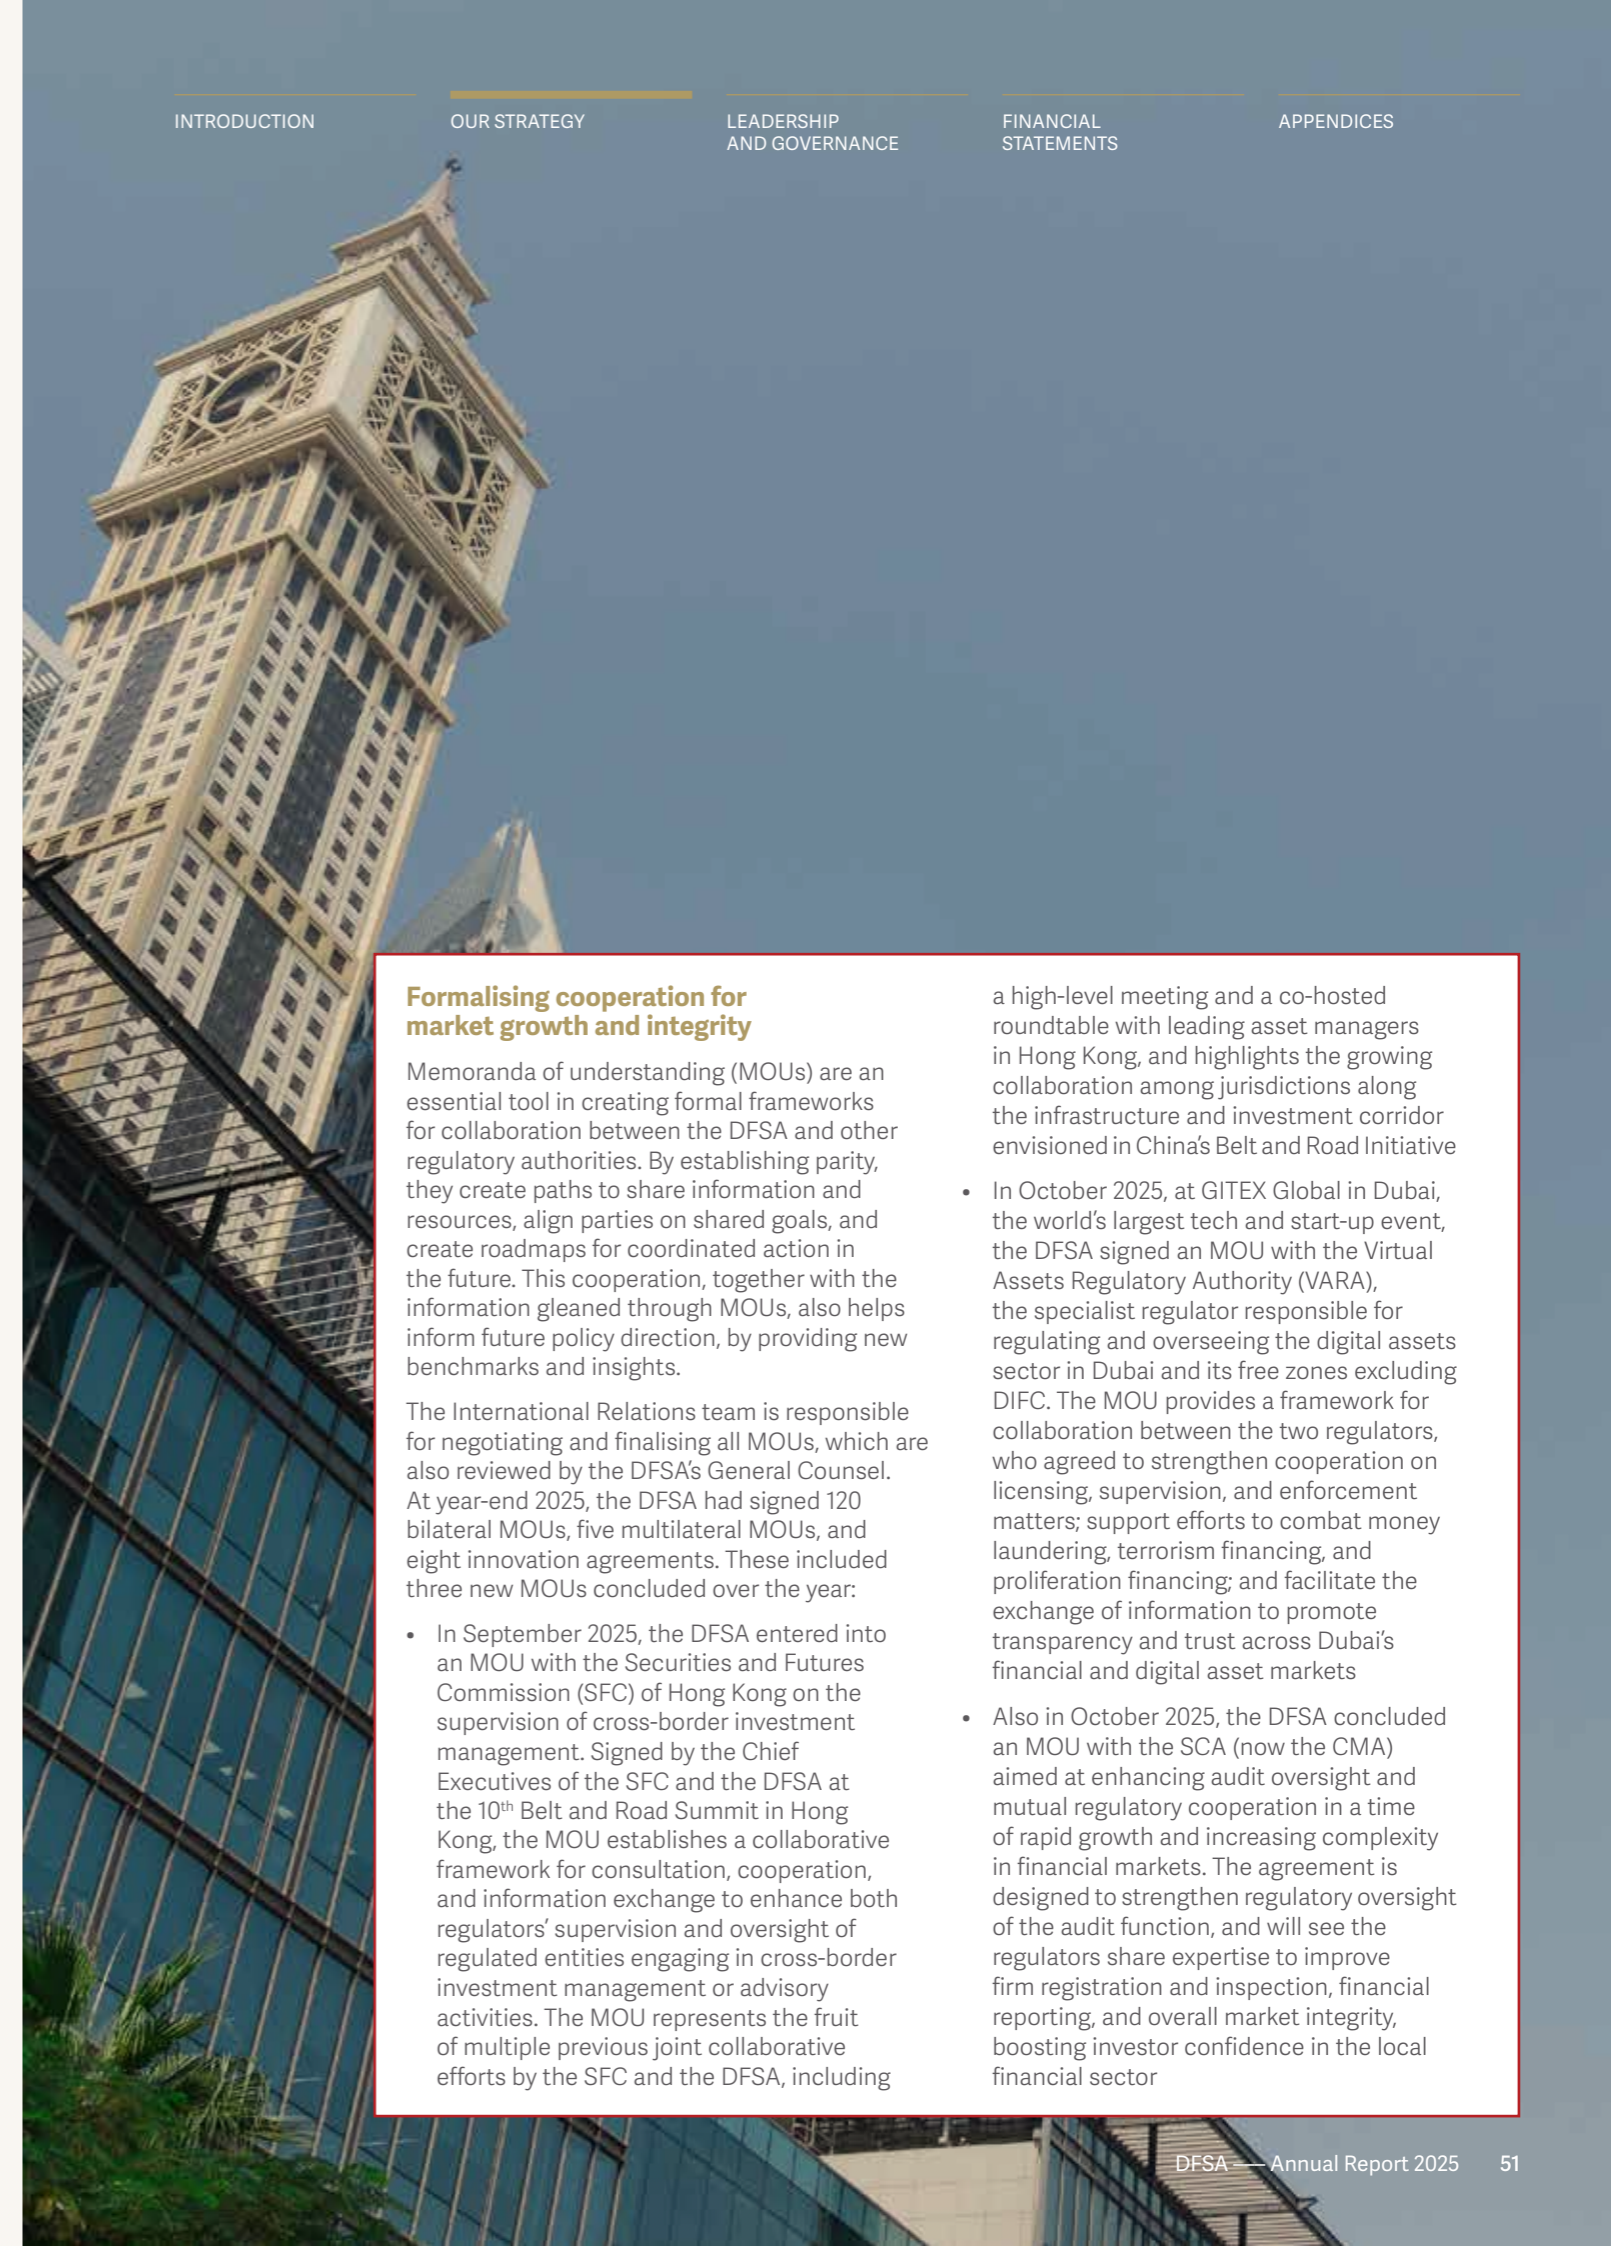 INTRODUCTION
OUR STRATEGY
LEADERSHIP
AND GOVERNANCE
FINANCIAL
STATEMENTS
APPENDICES
Formalising cooperation for
market growth and integrity
Memoranda of understanding (MOUs) are an
essential tool in creating formal frameworks
for collaboration between the DFSA and other
regulatory authorities. By establishing parity,
they create paths to share information and
resources, align parties on shared goals, and
create roadmaps for coordinated action in
the future. This cooperation, together with the
information gleaned through MOUs, also helps
inform future policy direction, by providing new
benchmarks and insights.
The International Relations team is responsible
for negotiating and finalising all MOUs, which are
also reviewed by the DFSA’s General Counsel.
At year-end 2025, the DFSA had signed 120
bilateral MOUs, five multilateral MOUs, and
eight innovation agreements. These included
three new MOUs concluded over the year:
• In September 2025, the DFSA entered into
an MOU with the Securities and Futures
Commission (SFC) of Hong Kong on the
supervision of cross-border investment
management. Signed by the Chief
Executives of the SFC and the DFSA at
the 10th Belt and Road Summit in Hong
Kong, the MOU establishes a collaborative
framework for consultation, cooperation,
and information exchange to enhance both
regulators’ supervision and oversight of
regulated entities engaging in cross-border
investment management or advisory
activities. The MOU represents the fruit
of multiple previous joint collaborative
efforts by the SFC and the DFSA, including
a high-level meeting and a co-hosted
roundtable with leading asset managers
in Hong Kong, and highlights the growing
collaboration among jurisdictions along
the infrastructure and investment corridor
envisioned in China’s Belt and Road Initiative
• In October 2025, at GITEX Global in Dubai,
the world’s largest tech and start-up event,
the DFSA signed an MOU with the Virtual
Assets Regulatory Authority (VARA),
the specialist regulator responsible for
regulating and overseeing the digital assets
sector in Dubai and its free zones excluding
DIFC. The MOU provides a framework for
collaboration between the two regulators,
who agreed to strengthen cooperation on
licensing, supervision, and enforcement
matters; support efforts to combat money
laundering, terrorism financing, and
proliferation financing; and facilitate the
exchange of information to promote
transparency and trust across Dubai’s
financial and digital asset markets
• Also in October 2025, the DFSA concluded
an MOU with the SCA (now the CMA)
aimed at enhancing audit oversight and
mutual regulatory cooperation in a time
of rapid growth and increasing complexity
in financial markets. The agreement is
designed to strengthen regulatory oversight
of the audit function, and will see the
regulators share expertise to improve
firm registration and inspection, financial
reporting, and overall market integrity,
boosting investor confidence in the local
financial sector
DFSA — Annual Report 2025 51